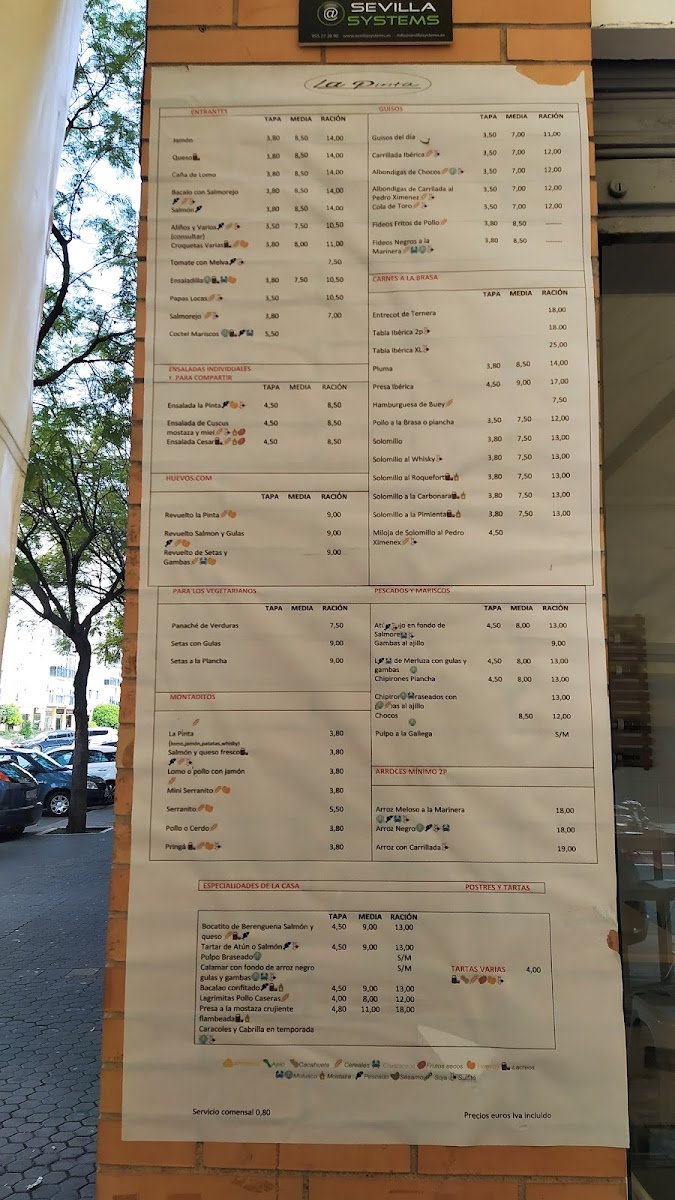 SEVILLA
SYSTEMS
La Pinta
ENTRANTES
TAPA MEDIA RACIÓN
Jamón 3,80 8,50 14,00
Queso 3,80 8,50 14,00
Caña de Lomo 3,80 8,50 14,00
Bacalo con Salmorejo 3,80 8,50 14,00
Salmón 3,80 8,50 14,00
Aliños y Varios 3,50 7,50 10,50
(consultar)
Croquetas Varias 3,80 8,00 11,00
Tomate con Melva 7,50
Ensaladilla 3,80 7,50 10,50
Papas Locas 3,50 10,50
Salmorejo 3,80 7,00
Coctel Mariscos 5,50
ENSALADAS INDIVIDUALES
Y PARA COMPARTIR
TAPA MEDIA RACIÓN
Ensalada la Pinta 4,50 8,50
Ensalada de Cuscus 4,50 8,50
mostaza y miel
Ensalada Cesar 4,50 8,50
HUEVOS COM
TAPA MEDIA RACIÓN
Revuelto la Pinta 9,00
Revuelto Salmon y Gulas 9,00
Revuelto de Setas y 9,00
Gambas
PARA LOS VEGETARIANOS
TAPA MEDIA RACIÓN
Panaché de Verduras 7,50
Setas con Gulas 9,00
Setas a la Plancha 9,00
MONTADITOS
La Pinta 3,80
(lomo,jamón,patatas,whisky)
Salmón y queso fresco 3,80
Lomo o pollo con jamón 3,80
Mini Serranito 3,80
Serranito 5,50
Pollo o Cerdo 3,80
Pringá 3,80
GUISOS
TAPA MEDIA RACIÓN
Guisos del día 3,50 7,00 11,00
Carrillada Ibérica 3,50 7,00 12,00
Albondigas de Chocos 3,50 7,00 12,00
Albondigas de Carrilada al 3,50 7,00 12,00
Pedro Ximenez
Cola de Toro 3,50 7,00 12,00
Fideos Fritos de Pollo 3,80 8,50
Fideos Negros a la 3,80 8,50
Marinera
CARNES A LA BRASA
TAPA MEDIA RACIÓN
Entrecot de Ternera 18,00
Tabla Ibérica 2p 18.00
Tabla Ibérica XL 25,00
Pluma 3,80 8,50 14,00
Presa Ibérica 4,50 9,00 17,00
Hamburguesa de Buey 7,50
Pollo a la Brasa o plancha 3,50 7,50 12,00
Solomillo 3,80 7,50 13,00
Solomillo al Whisky 3,80 7,50 13,00
Solomillo al Roquefort 3,80 7,50 13,00
Solomillo a la Carbonara 3,80 7,50 13,00
Solomillo a la Pimienta 3,80 7,50 13,00
Miloja de Solomillo al Pedro 4,50
Ximenex
PESCADOS Y MARISCOS
TAPA MEDIA RACIÓN
en fondo de 4,50 8,00 13,00
Gambas al ajillo 9,00
de Merluza con gulas y 4,50 8,00 13,00
gambas
Chipirones Plancha 4,50 8,00 13,00
13,00
al ajillo
Chocos 8,50 12,00
Pulpo a la Gallega S/M
ARROCES MÍNIMO 2P
Arroz Meloso a la Marinera 18,00
Arroz Negro 18,00
Arroz con Carrillada 19,00
ESPECIALIDADES DE LA CASA
POSTRES Y TARTAS
TAPA MEDIA RACIÓN
Bocatito de Berenguena Salmón y 4,50 9,00 13,00
queso
Tartar de Atún o Salmón 4,50 9,00 13,00
Pulpo Braseado S/M
Calamar con fondo de arroz negro S/M
gulas y gambas
Bacalao confitado 4,50 9,00 13,00
Lagrimitas Pollo Caseras 4,00 8,00 12,00
Presa a la mostaza crujiente 4,80 11,00 18,00
flambeada
Caracoles y Cabrilla en temporada
TARTAS VARIAS 4,00
Apio Cacahuete Cereales Frutos secos Lacteos
Molusco Mostaza Pescado Sésamo Soja Sulfito
Servicio comensal 0,80
Precios euros Iva incluido